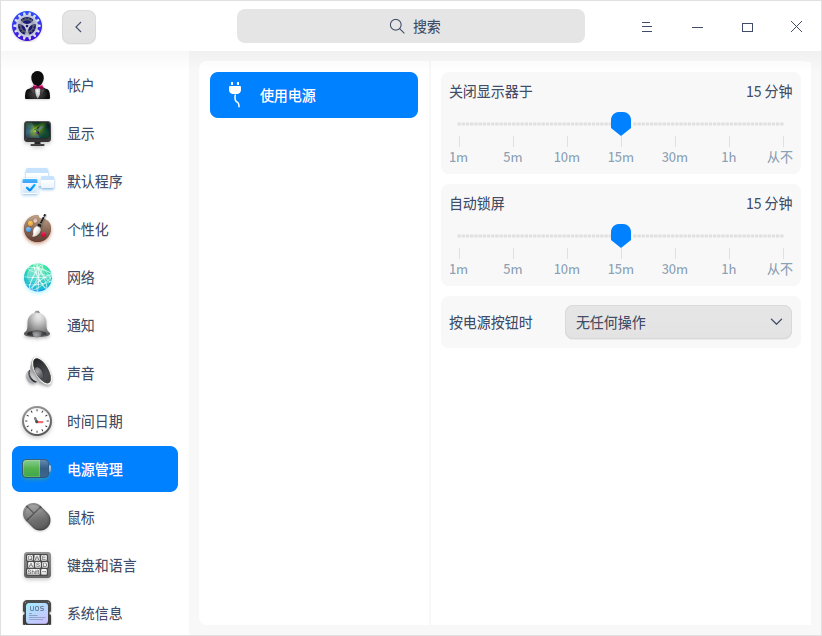 搜索
帐户
显示
默认程序
个性化
网络
通知
声音
时间日期
电源管理
鼠标
键盘和语言
UOS
系统信息
使用电源
关闭显示器于 15 分钟
1m 5m 10m 15m 30m 1h 从不
自动锁屏 15 分钟
1m 5m 10m 15m 30m 1h 从不
按电源按钮时 无任何操作